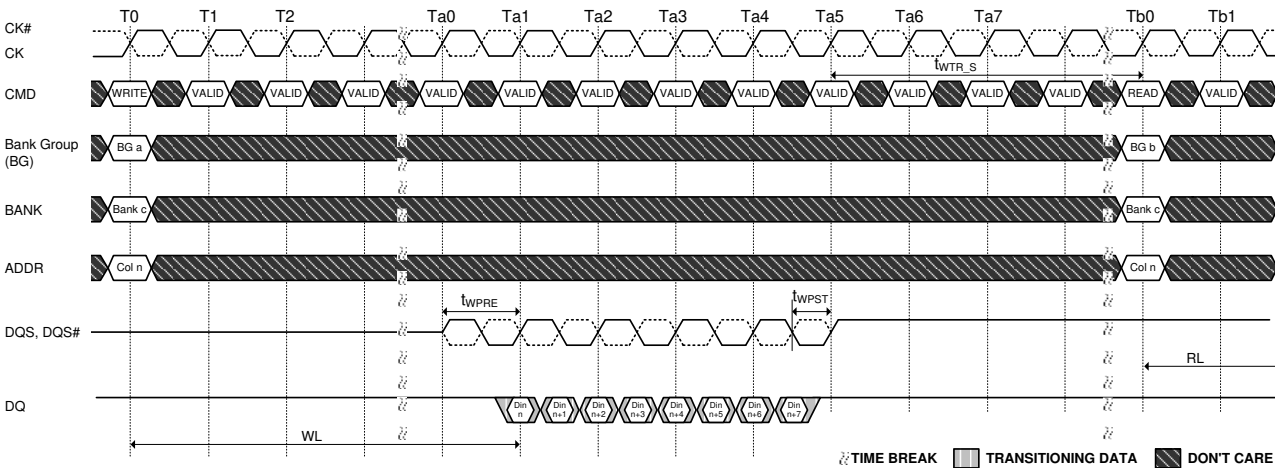 T0 T1 T2 Ta0 Ta1 Ta2 Ta3 Ta4 Ta5 Ta6 Ta7 Tb0 Tb1
CK#
CK
tWTR_S
CMD WRITE VALID VALID VALID VALID VALID VALID VALID VALID VALID VALID VALID VALID READ VALID
Bank Group
(BG)
BG a BG b
BANK Bank c Bank c
ADDR Col n Col n
tWPRE tWPST
DQS, DQS#
RL
DQ Din n Din n+1 Din n+2 Din n+3 Din n+4 Din n+5 Din n+6 Din n+7
WL
TIME BREAK TRANSITIONING DATA DON'T CARE